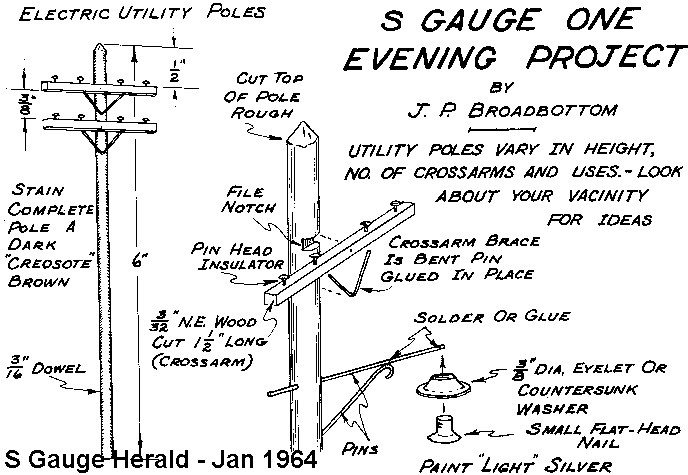 ELECTRIC UTILITY POLES
S GAUGE ONE
EVENING PROJECT
BY
J. P. BROADBOTTOM
UTILITY POLES VARY IN HEIGHT,
NO. OF CROSSARMS AND USES.- LOOK
ABOUT YOUR VACINITY
FOR IDEAS
1/2"
3/8"
6"
STAIN
COMPLETE
POLE A
DARK
"CREOSOTE"
BROWN
3/16" DOWEL
CUT TOP
OF POLE
ROUGH
FILE
NOTCH
PIN HEAD
INSULATOR
CROSSARM BRACE
IS BENT PIN
GLUED IN PLACE
3/32" N.E. WOOD
CUT 1 1/2" LONG
(CROSSARM)
SOLDER OR GLUE
3/8" DIA, EYELET OR
COUNTERSUNK
WASHER
SMALL FLAT-HEAD
NAIL
PINS
PAINT "LIGHT" SILVER
S Gauge Herald - Jan 1964